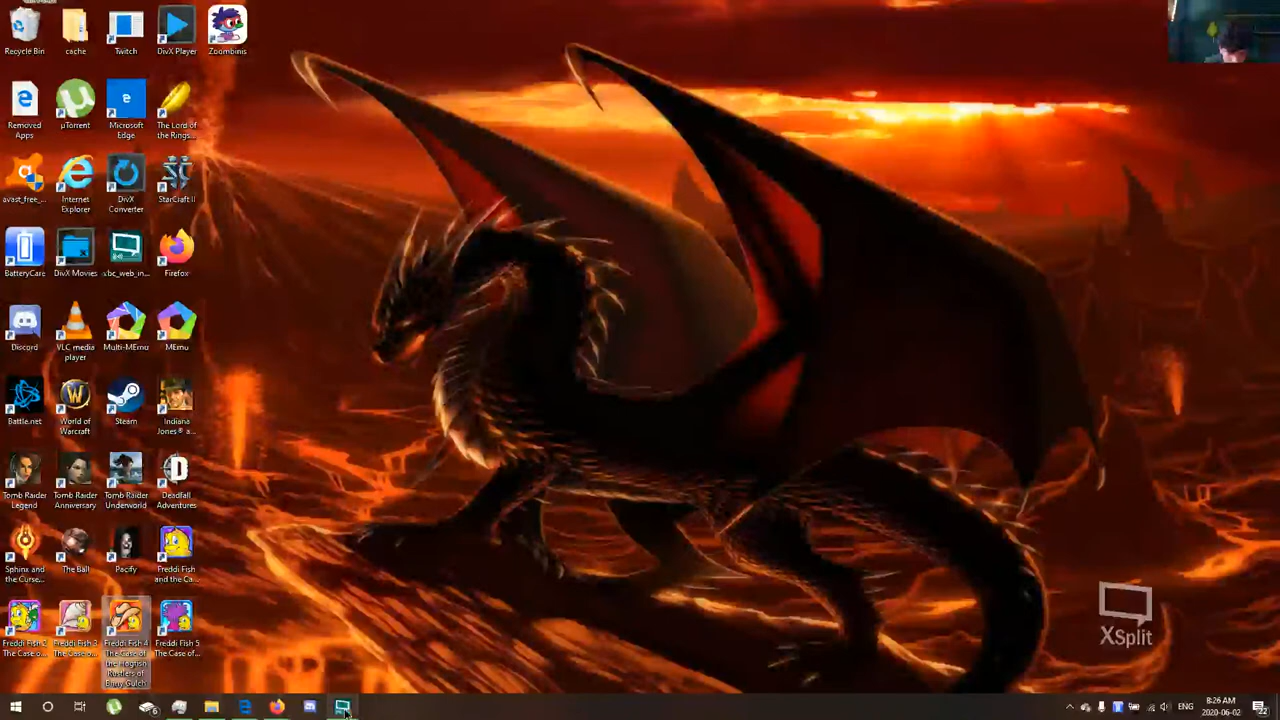 Recycle Bin
cache
Twitch
DivX Player
Zoombinis
Removed
Apps
µTorrent
Microsoft
Edge
The Lord of
the Rings...
avast_free_...
Internet
Explorer
DivX
Converter
StarCraft II
BatteryCare
DivX Movies
Firefox
Discord
VLC media
player
Multi-MEmu
MEmu
Battle.net
World of
Warcraft
Steam
Indiana
Jones® a...
Tomb Raider
Legend
Tomb Raider
Anniversary
Tomb Raider
Underworld
Deadfall
Adventures
Sphinx and
the Curse...
The Ball
Pacify
Freddi Fish
and the Ca...
Freddi Fish 2
The Case o...
Freddi Fish 3
The Case o...
Freddi Fish 4
The Case of
the Hogfish
Rustlers of
Briny Gulch
Freddi Fish 5
The Case of...
XSplit
ENG
8:26 AM
2020-06-02
22